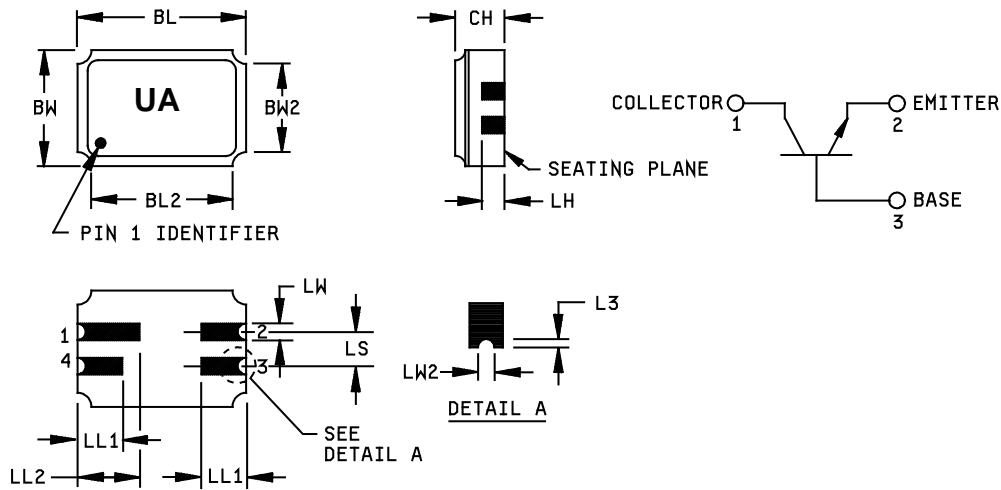 BL
CH
BW
UA
BW2
COLLECTOR
1
EMITTER
2
SEATING PLANE
BL2
LH
BASE
3
PIN 1 IDENTIFIER
LW
L3
1
2
LS
4
3
LW2
DETAIL A
LL1
SEE
DETAIL A
LL2
LL1